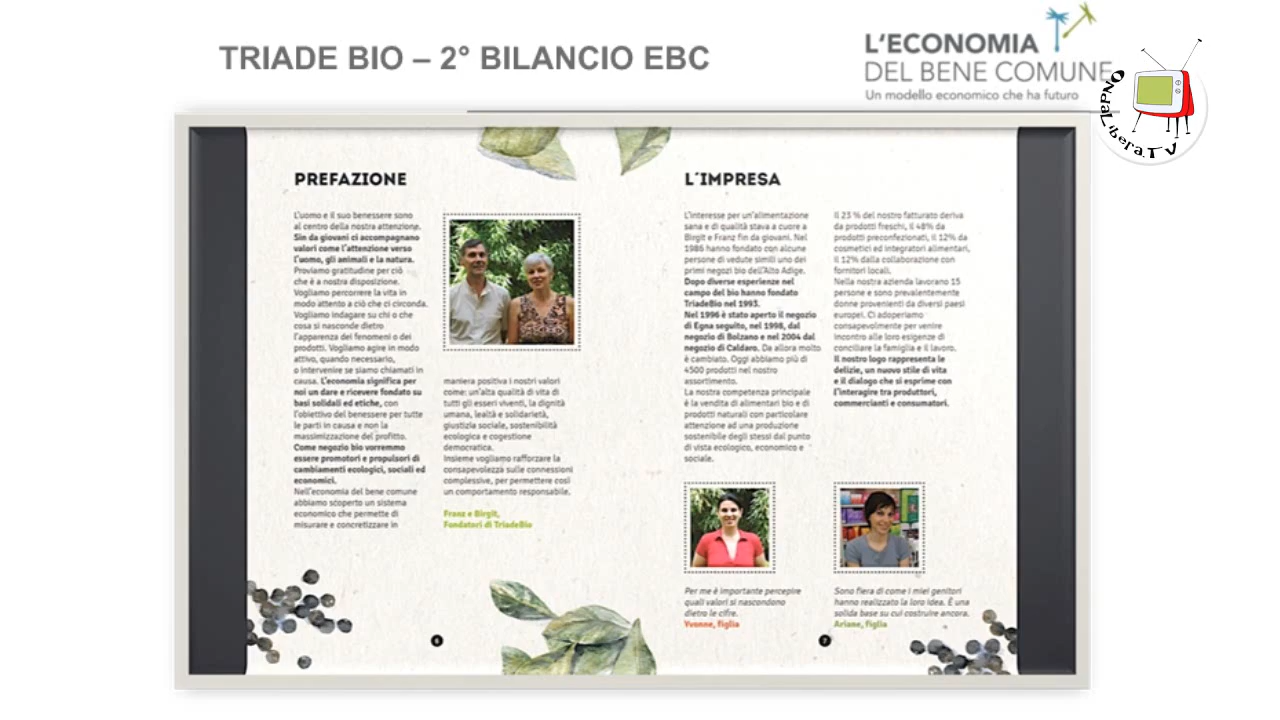 TRIADE BIO – 2° BILANCIO EBC
L'ECONOMIA
DEL BENE COMUNE
Un modello economico che ha futuro
OndaLiberaTV
PREFAZIONE
L'uomo e il suo benessere sono
al centro della nostra attenzione.
Sin da giovani ci accompagnano
valori come l'attenzione verso
l'uomo, gli animali e la natura.
Proviamo gratitudine per ciò
che è a nostra disposizione.
Vogliamo percorrere la vita in
modo attento a ciò che ci circonda.
Vogliamo indagare su chi o che
cosa si nasconde dietro
l'apparenza dei fenomeni o dei
prodotti. Vogliamo agire in modo
attivo, quando necessario,
o intervenire se siamo chiamati in
causa. L'economia significa per
noi un dare e ricevere fondato su
basi solidali ed etiche, con
l'obiettivo del benessere per tutte
le parti in causa e non la
massimizzazione del profitto.
Come negozio bio vorremmo
essere promotori e propulsori di
cambiamenti ecologici, sociali ed
economici.
Nell'economia del bene comune
abbiamo scoperto un sistema
economico che permette di
misurare e concretizzare in
maniera positiva i nostri valori
come: un'alta qualità di vita di
tutti gli esseri viventi, la dignità
umana, lealtà e solidarietà,
giustizia sociale, sostenibilità
ecologica e cogestione
democratica.
Insieme vogliamo rafforzare la
consapevolezza sulle connessioni
complessive, per permettere così
un comportamento responsabile.
Franz e Birgit,
Fondatori di TriadeBio
6
L´IMPRESA
L'interesse per un'alimentazione
sana e di qualità stava a cuore a
Birgit e Franz fin da giovani. Nel
1986 hanno fondato con alcune
persone di vedute simili uno dei
primi negozi bio dell'Alto Adige.
Dopo diverse esperienze nel
campo del bio hanno fondato
TriadeBio nel 1993.
Nel 1996 è stato aperto il negozio
di Egna seguito, nel 1998, dal
negozio di Bolzano e nel 2004 dal
negozio di Caldaro. Da allora molto
è cambiato. Oggi abbiamo più di
4500 prodotti nel nostro
assortimento.
La nostra competenza principale
è la vendita di alimentari bio e di
prodotti naturali con particolare
attenzione ad una produzione
sostenibile degli stessi dal punto
di vista ecologico, economico e
sociale.
Il 23 % del nostro fatturato deriva
da prodotti freschi, il 48% da
prodotti preconfezionati, il 12% da
cosmetici ed integratori alimentari,
il 12% dalla collaborazione con
fornitori locali.
Nella nostra azienda lavorano 15
persone e sono prevalentemente
donne provenienti da diversi paesi
europei. Ci adoperiamo
consapevolmente per venire
incontro alle loro esigenze di
conciliare la famiglia e il lavoro.
Il nostro logo rappresenta le
delizie, un nuovo stile di vita
e il dialogo che si esprime con
l'interagire tra produttori,
commercianti e consumatori.
Per me è importante percepire
quali valori si nascondono
dietro le cifre.
Yvonne, figlia
Sono fiera di come i miei genitori
hanno realizzato la loro idea. È una
solida base su cui costruire ancora.
Ariane, figlia
7